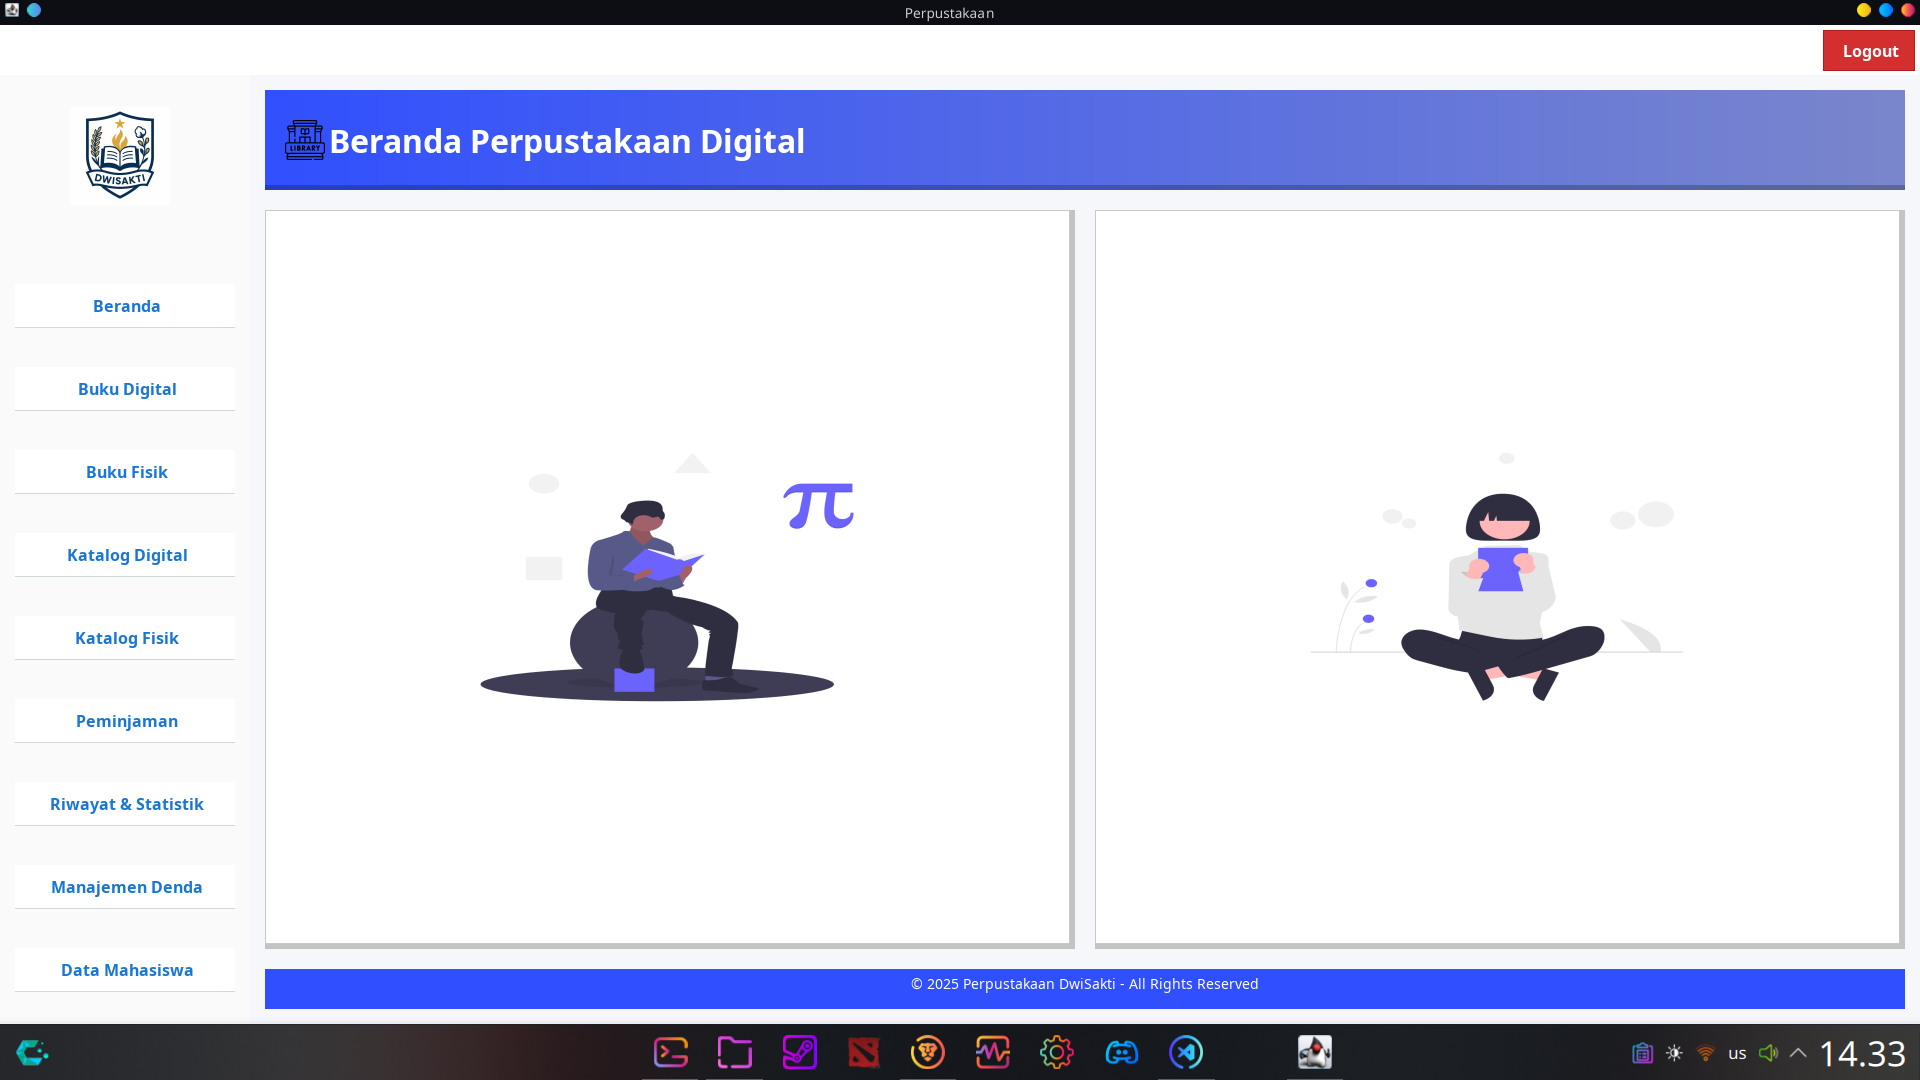 Perpustakaan
Logout
DWISAKTI
LIBRARY
Beranda Perpustakaan Digital
Beranda
Buku Digital
Buku Fisik
Katalog Digital
Katalog Fisik
Peminjaman
Riwayat & Statistik
Manajemen Denda
Data Mahasiswa
π
© 2025 Perpustakaan DwiSakti - All Rights Reserved
us
14.33